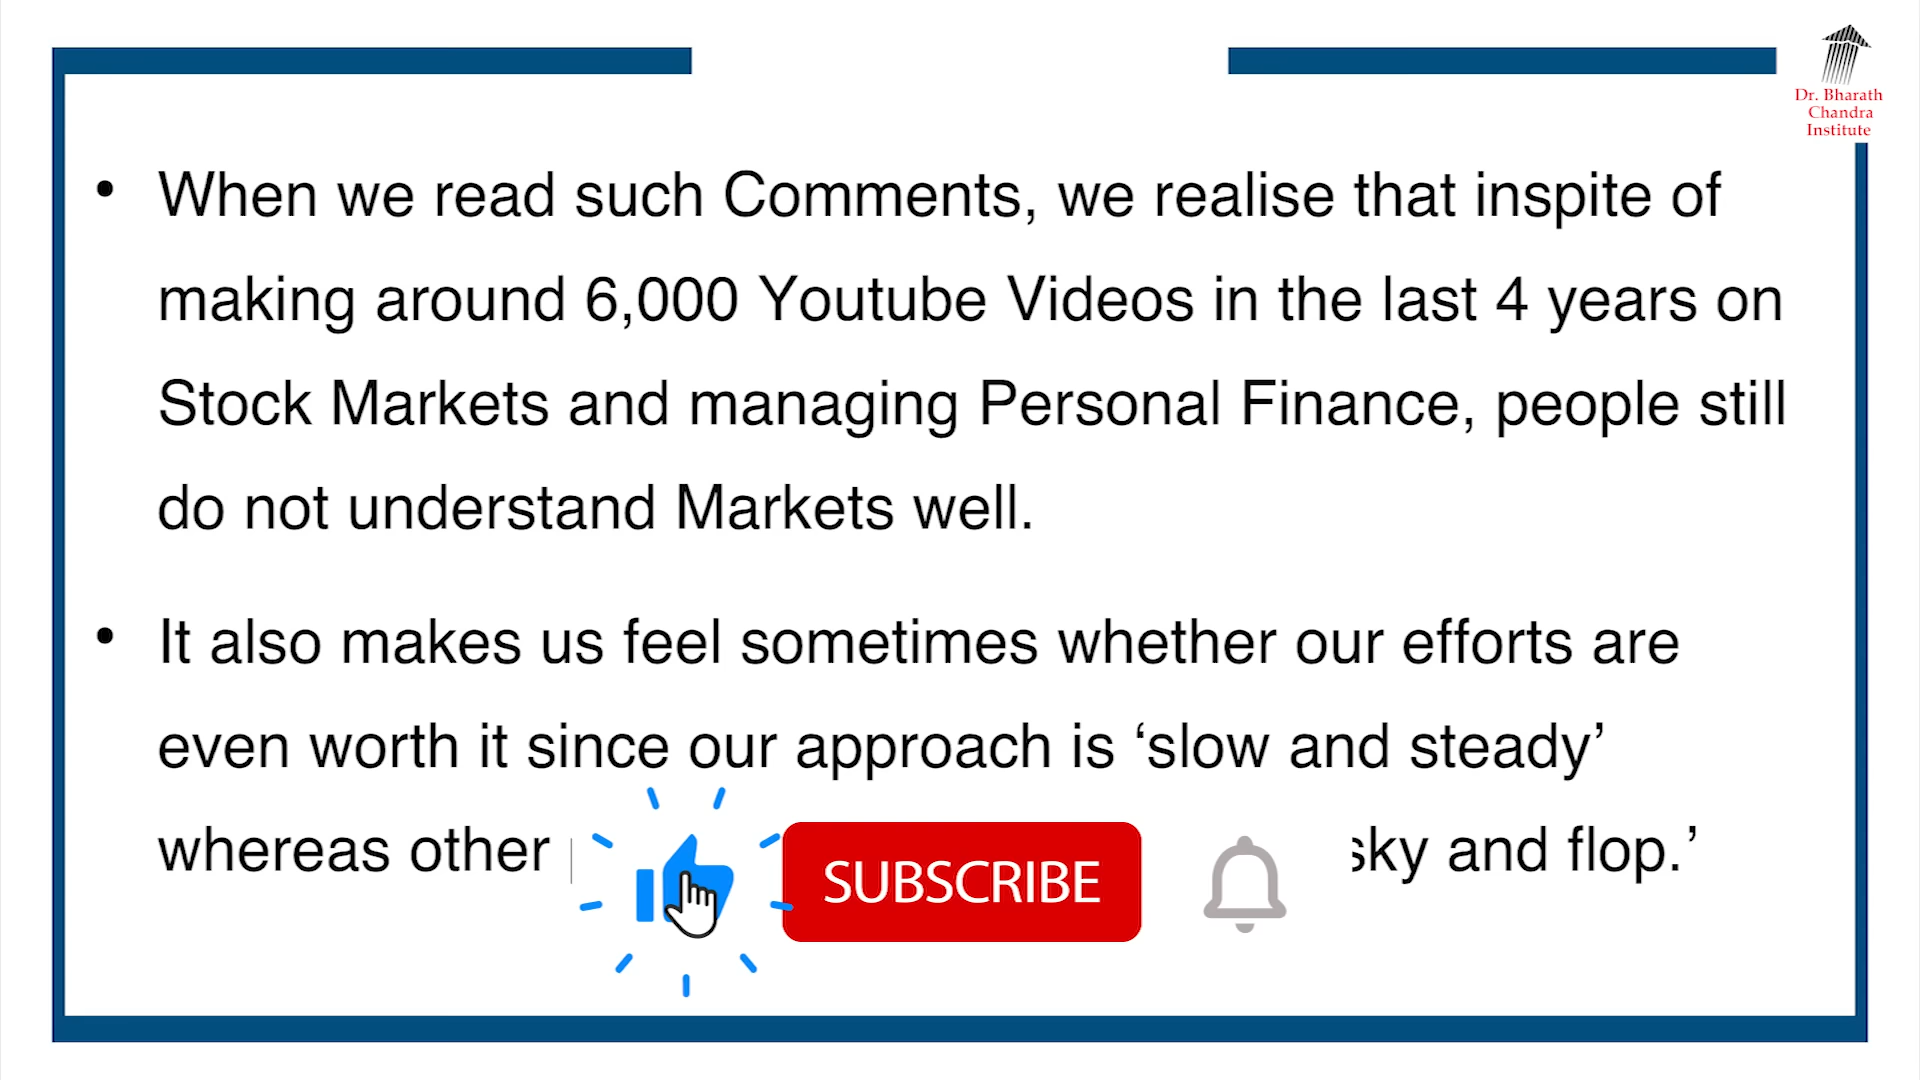 Dr. Bharath
Chandra
Institute
• When we read such Comments, we realise that inspite of
making around 6,000 Youtube Videos in the last 4 years on
Stock Markets and managing Personal Finance, people still
do not understand Markets well.
• It also makes us feel sometimes whether our efforts are
even worth it since our approach is ‘slow and steady’
whereas other and flop.’
SUBSCRIBE